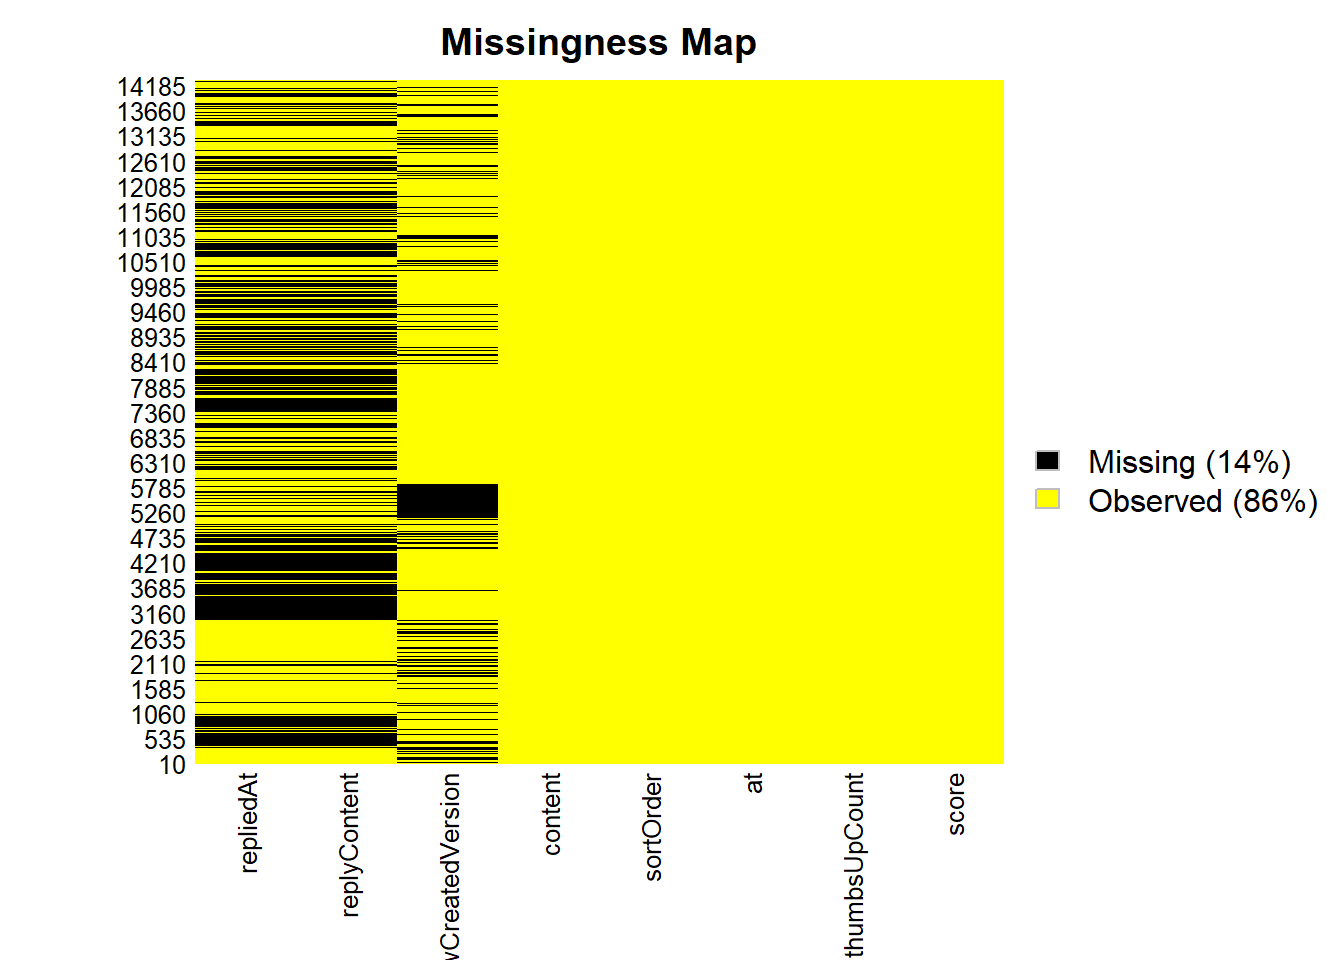 Missingness Map
14185
13660
13135
12610
12085
11560
11035
10510
9985
9460
8935
8410
7885
7360
6835
6310
5785
5260
4735
4210
3685
3160
2635
2110
1585
1060
535
10
Missing (14%)
Observed (86%)
repliedAt
replyContent
wCreatedVersion
content
sortOrder
at
thumbsUpCount
score